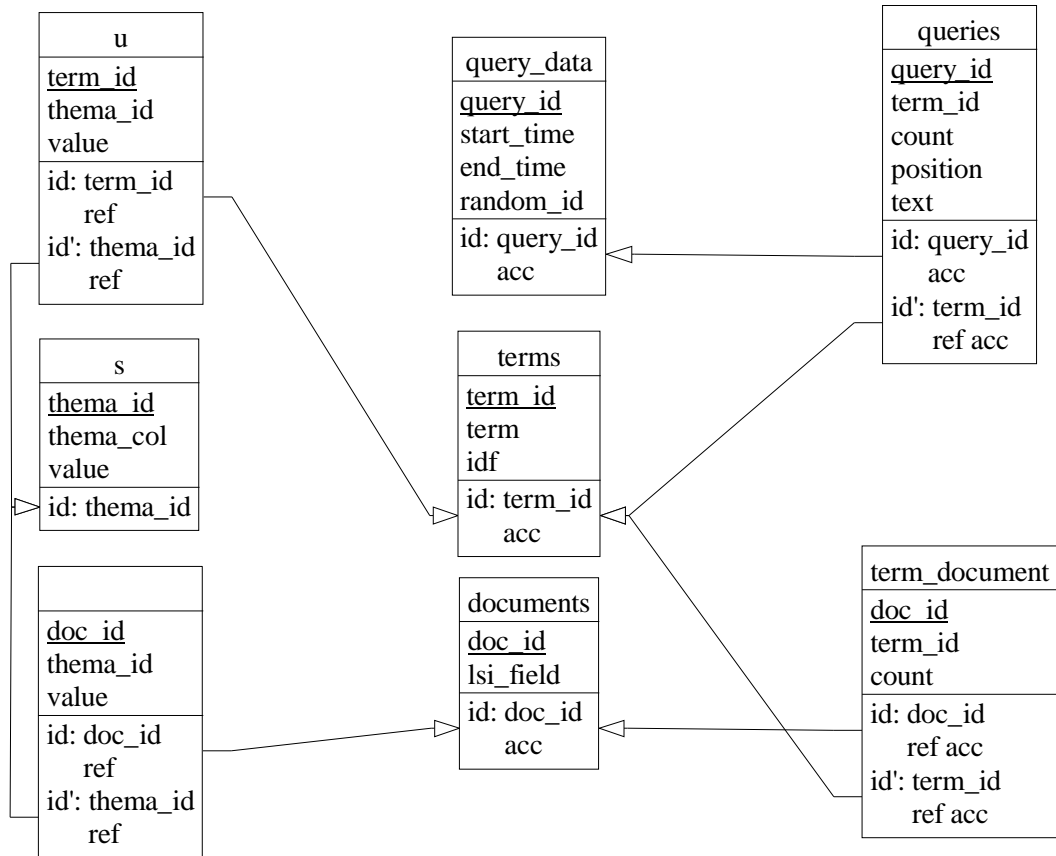 u
term_id
thema_id
value
id: term_id
ref
id': thema_id
ref
s
thema_id
thema_col
value
id: thema_id
doc_id
thema_id
value
id: doc_id
ref
id': thema_id
ref
query_data
query_id
start_time
end_time
random_id
id: query_id
acc
terms
term_id
term
idf
id: term_id
acc
documents
doc_id
lsi_field
id: doc_id
acc
queries
query_id
term_id
count
position
text
id: query_id
acc
id': term_id
ref acc
term_document
doc_id
term_id
count
id: doc_id
ref acc
id': term_id
ref acc